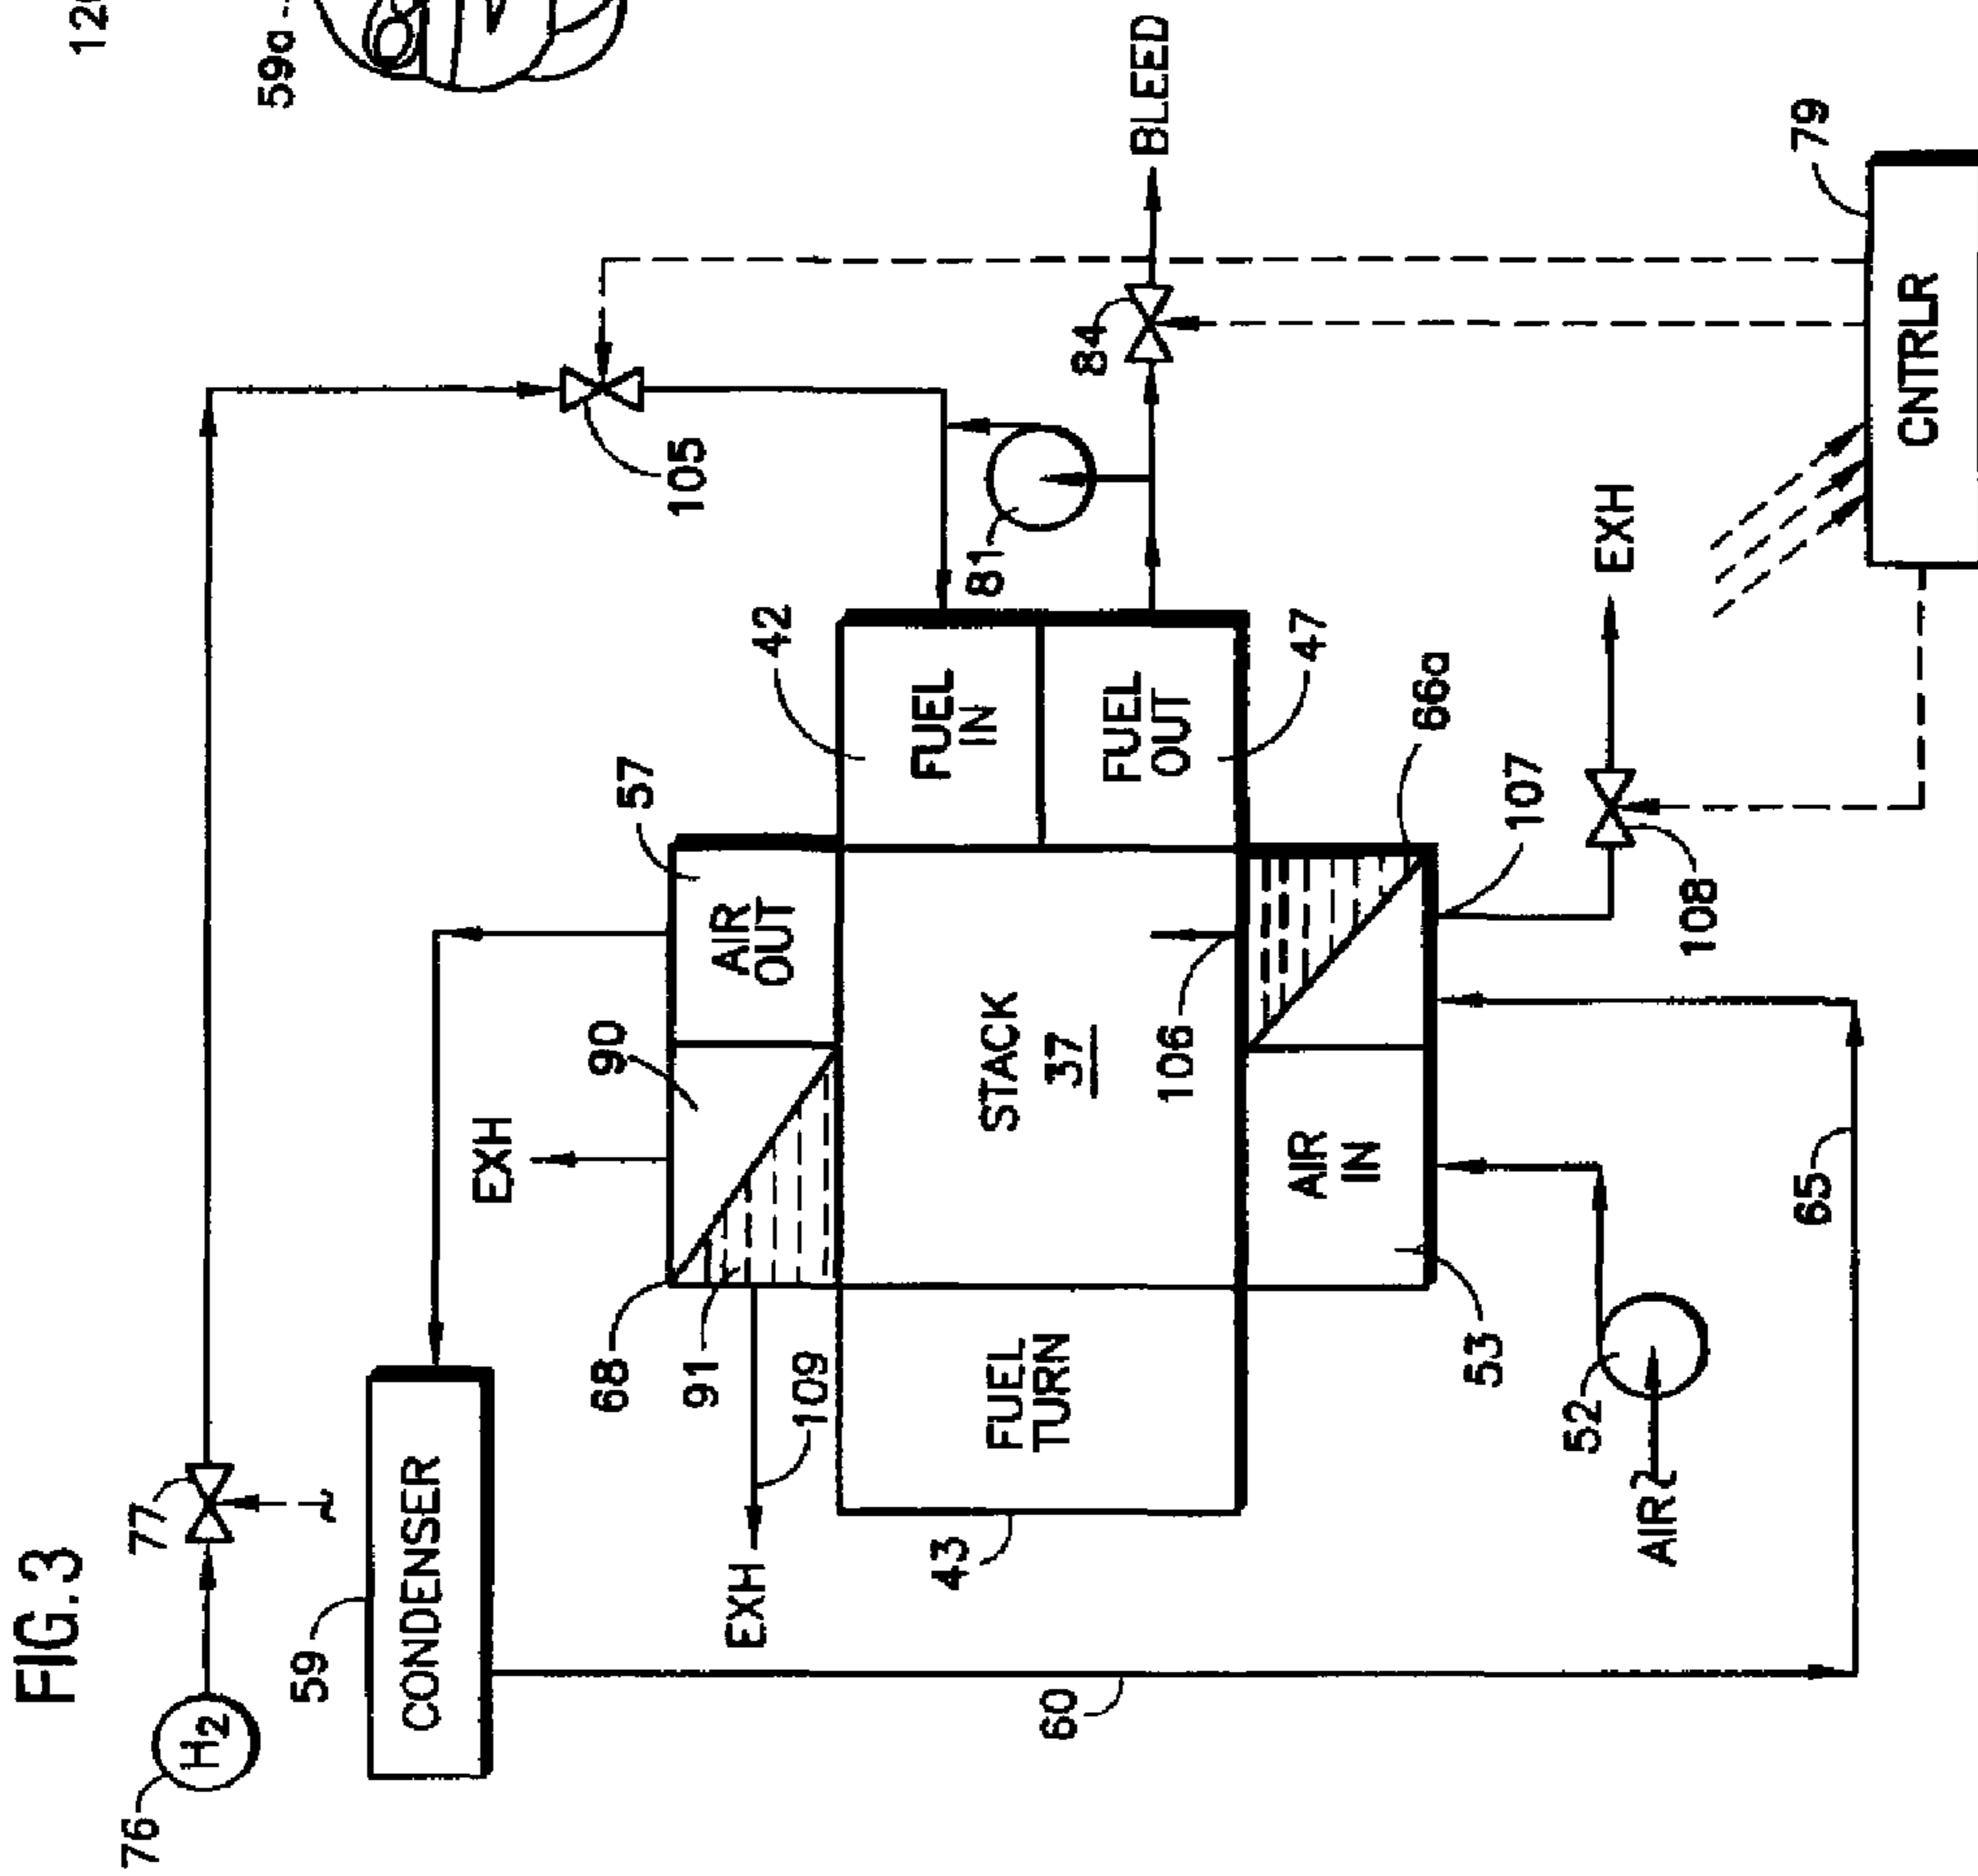 FIG.3
76
H2
77
59
CONDENSER
60
EXH
68
91
109
EXH
90
57
AIR
OUT
43
FUEL
TURN
STACK
37
106
42
FUEL
IN
FUEL
OUT
47
81
105
84
BLEED
52
AIR
53
AIR
IN
65
66a
107
108
EXH
CNTRLR
79
59a